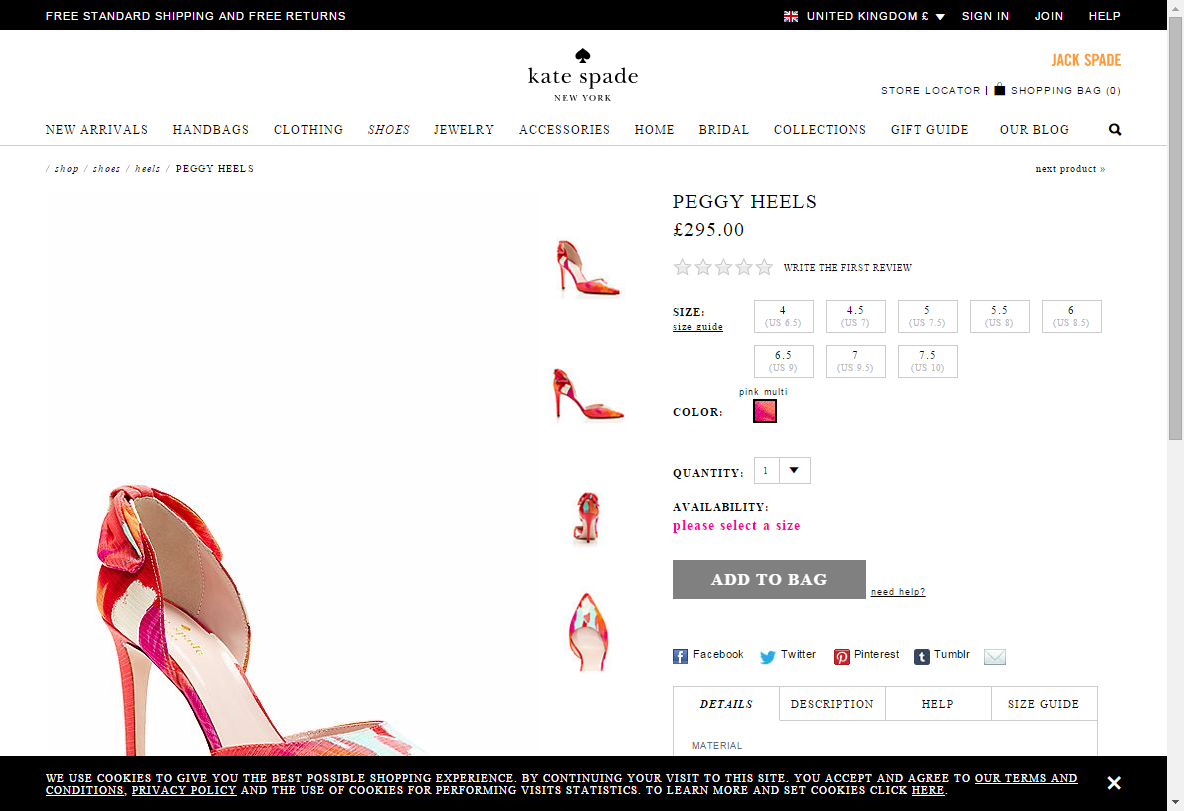 FREE STANDARD SHIPPING AND FREE RETURNS
UNITED KINGDOM £ SIGN IN JOIN HELP
kate spade
NEW YORK
JACK SPADE
STORE LOCATOR | SHOPPING BAG (0)
NEW ARRIVALS HANDBAGS CLOTHING SHOES JEWELRY ACCESSORIES HOME BRIDAL COLLECTIONS GIFT GUIDE OUR BLOG
/ shop / shoes / heels / PEGGY HEELS
next product »
PEGGY HEELS
£295.00
WRITE THE FIRST REVIEW
SIZE:
size guide
4 (US 6.5)
4.5 (US 7)
5 (US 7.5)
5.5 (US 8)
6 (US 8.5)
6.5 (US 9)
7 (US 9.5)
7.5 (US 10)
pink multi
COLOR:
QUANTITY: 1
AVAILABILITY:
please select a size
ADD TO BAG
need help?
Facebook Twitter Pinterest Tumblr
DETAILS DESCRIPTION HELP SIZE GUIDE
MATERIAL
WE USE COOKIES TO GIVE YOU THE BEST POSSIBLE SHOPPING EXPERIENCE. BY CONTINUING YOUR VISIT TO THIS SITE. YOU ACCEPT AND AGREE TO OUR TERMS AND
CONDITIONS, PRIVACY POLICY AND THE USE OF COOKIES FOR PERFORMING VISITS STATISTICS. TO LEARN MORE AND SET COOKIES CLICK HERE.